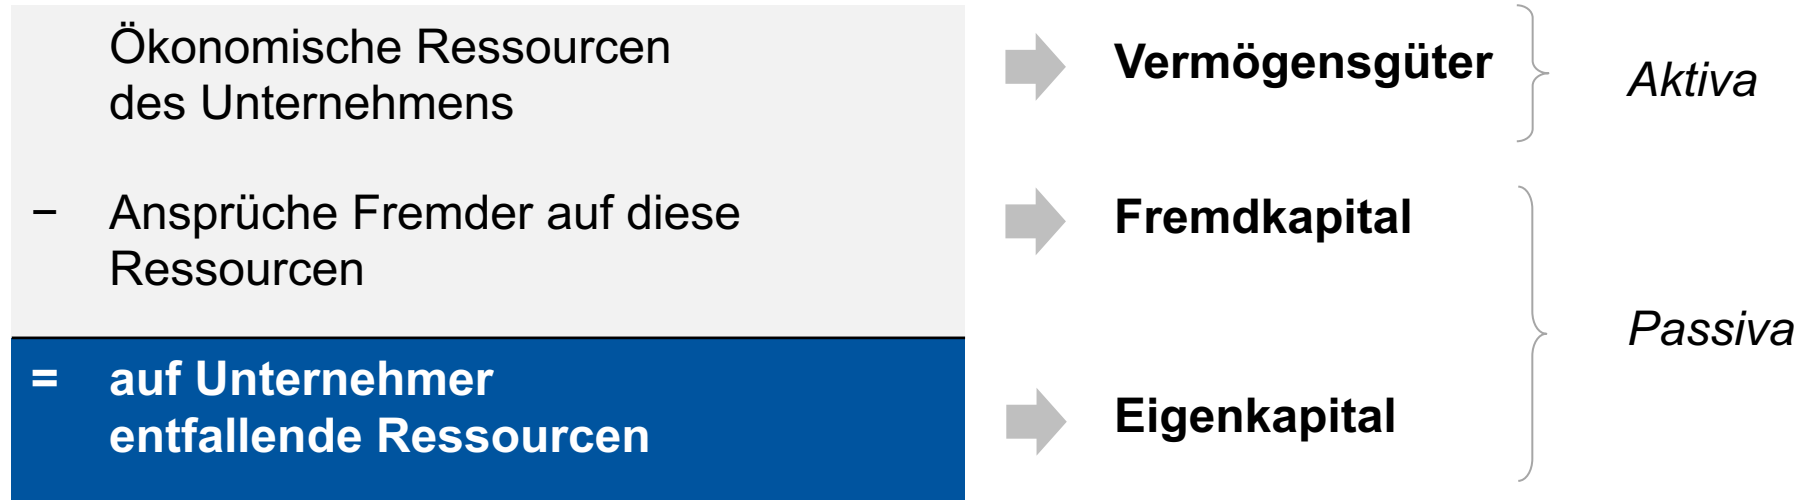 Ökonomische Ressourcen
des Unternehmens
Vermögensgüter
Aktiva
− Ansprüche Fremder auf diese
Ressourcen
Fremdkapital
Passiva
= auf Unternehmer
entfallende Ressourcen
Eigenkapital